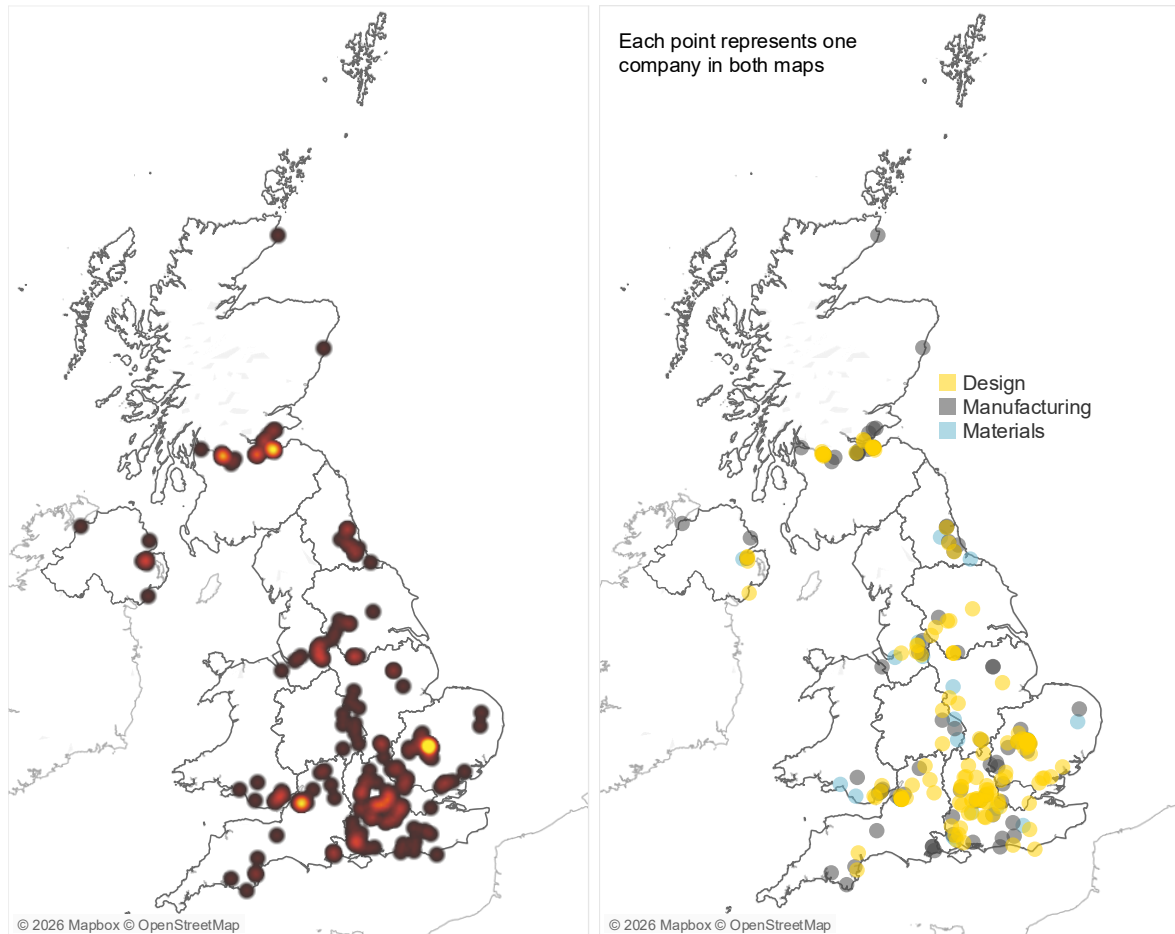 Each point represents one
company in both maps
Design
Manufacturing
Materials
© 2026 Mapbox © OpenStreetMap
© 2026 Mapbox © OpenStreetMap